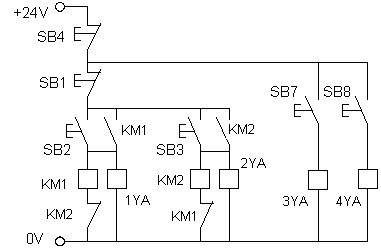 +24V
SB4
SB1
SB7 SB8
KM1 KM2
SB2 SB3
2YA
KM1 KM2
1YA 3YA 4YA
KM2 KM1
0V